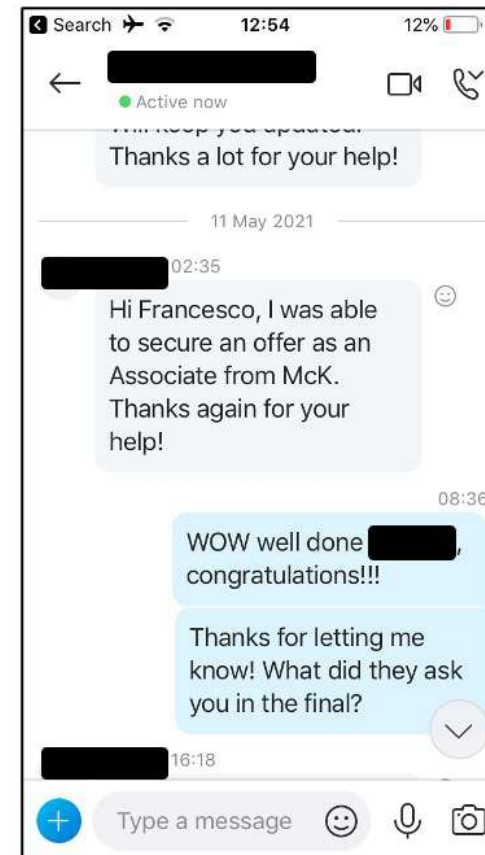 Search 12:54 12%
Active now
Thanks a lot for your help!
11 May 2021
02:35
Hi Francesco, I was able
to secure an offer as an
Associate from McK.
Thanks again for your
help!
08:36
WOW well done ,
congratulations!!!
Thanks for letting me
know! What did they ask
you in the final?
16:18
Type a message